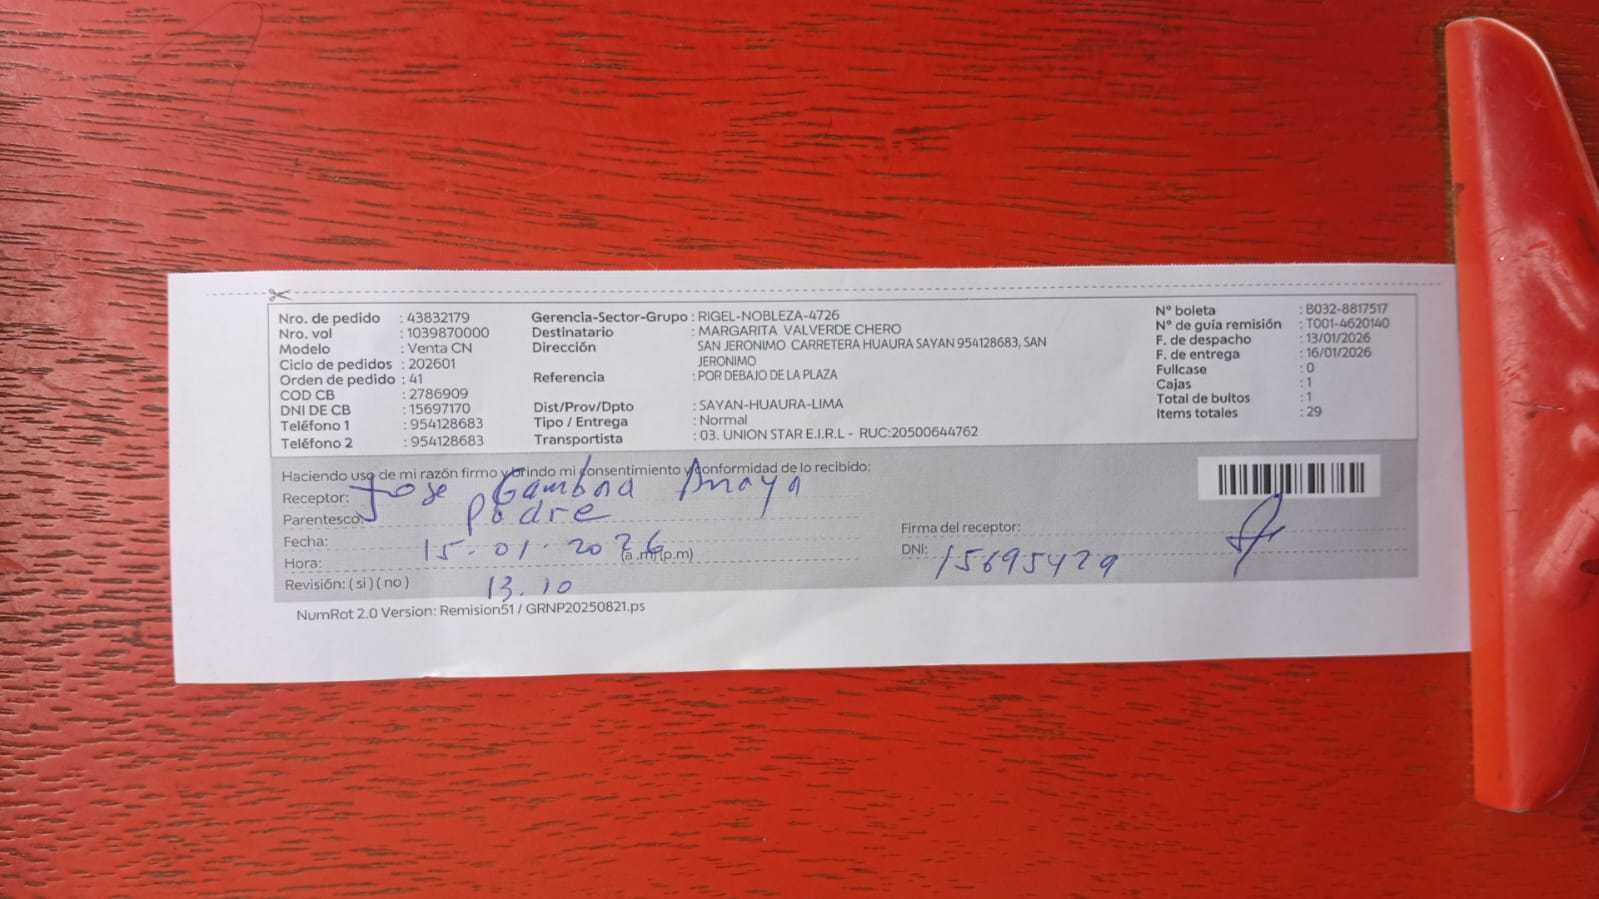 Nro. de pedido : 43832179
Nro. vol : 1039870000
Modelo : Venta CN
Ciclo de pedidos : 202601
Orden de pedido : 41
COD CB : 2786909
DNI DE CB : 15697170
Teléfono 1 : 954128683
Teléfono 2 : 954128683
Gerencia-Sector-Grupo : RIGEL-NOBLEZA-4726
Destinatario : MARGARITA VALVERDE CHERO
Dirección : SAN JERONIMO CARRETERA HUAURA SAYAN 954128683, SAN
JERONIMO
Referencia : POR DEBAJO DE LA PLAZA
Dist/Prov/Dpto : SAYAN-HUAURA-LIMA
Tipo / Entrega : Normal
Transportista : 03. UNION STAR E.I.R.L - RUC:20500644762
N° boleta : B032-8817517
N° de guía remisión : T001-4620140
F. de despacho : 13/01/2026
F. de entrega : 16/01/2026
Fullcase : 0
Cajas : 1
Total de bultos : 1
Items totales : 29
Haciendo uso de mi razón firmo y brindo mi consentimiento y conformidad de lo recibido:
Receptor: Jose Gamboa Anaya
Parentesco: Padre
Fecha: 15.01.2026
Hora: (a.m) (p.m)
Revisión: ( si ) ( no ) 13.10
Firma del receptor:
DNI: 15695429
NumRot 2.0 Version: Remision51 / GRNP20250821.ps